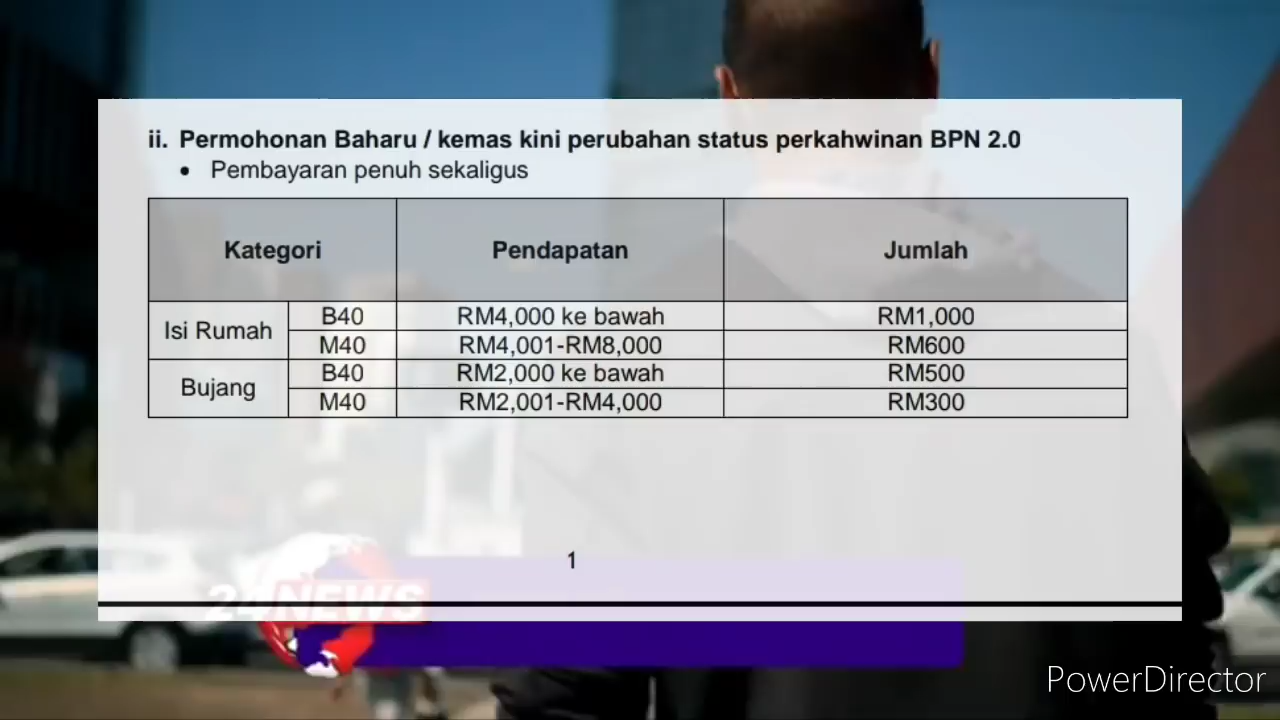 ii. Permohonan Baharu / kemas kini perubahan status perkahwinan BPN 2.0
• Pembayaran penuh sekaligus
Kategori Pendapatan Jumlah
Isi Rumah B40 RM4,000 ke bawah RM1,000
M40 RM4,001-RM8,000 RM600
Bujang B40 RM2,000 ke bawah RM500
M40 RM2,001-RM4,000 RM300
1
24NEWS
PowerDirector